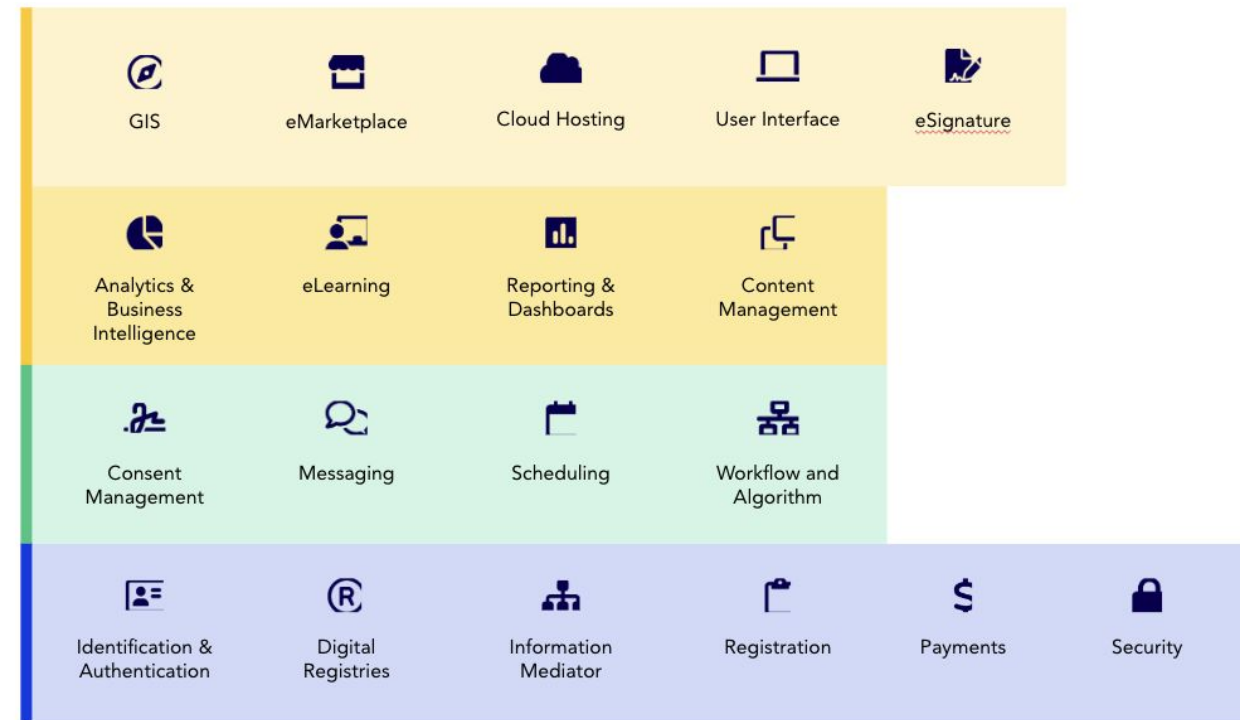 GIS
eMarketplace
Cloud Hosting
User Interface
eSignature
Analytics &
Business
Intelligence
eLearning
Reporting &
Dashboards
Content
Management
Consent
Management
Messaging
Scheduling
Workflow and
Algorithm
Identification &
Authentication
Digital
Registries
Information
Mediator
Registration
Payments
Security